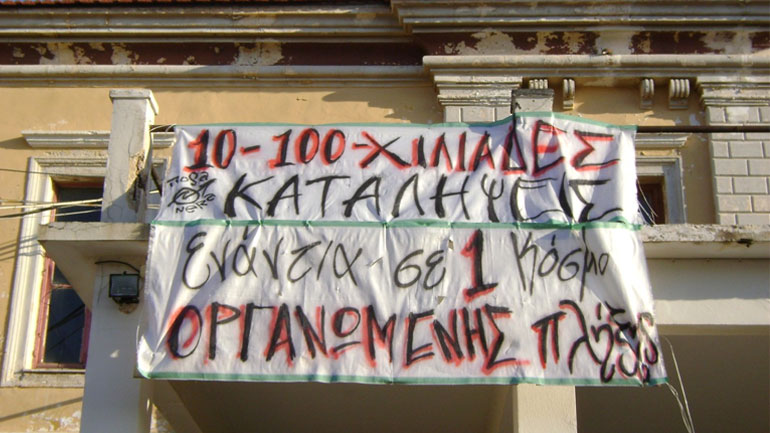 10-100-ΧΙΛΙΑΔΕΣ
ΚΑΤΑΛΗΨΕΙΣ
ενάντια-σε 1 κόσμο
ΟΡΓΑΝΩΜΕΝΗΣ πλήξης